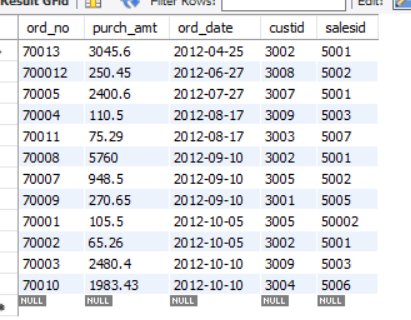 Result Grid Filter Rows: Edit:
ord_no purch_amt ord_date custid salesid
70013 3045.6 2012-04-25 3002 5001
700012 250.45 2012-06-27 3008 5002
70005 2400.6 2012-07-27 3007 5001
70004 110.5 2012-08-17 3009 5003
70011 75.29 2012-08-17 3003 5007
70008 5760 2012-09-10 3002 5001
70007 948.5 2012-09-10 3005 5002
70009 270.65 2012-09-10 3001 5005
70001 105.5 2012-10-05 3005 50002
70002 65.26 2012-10-05 3002 5001
70003 2480.4 2012-10-10 3009 5003
70010 1983.43 2012-10-10 3004 5006
NULL NULL NULL NULL NULL